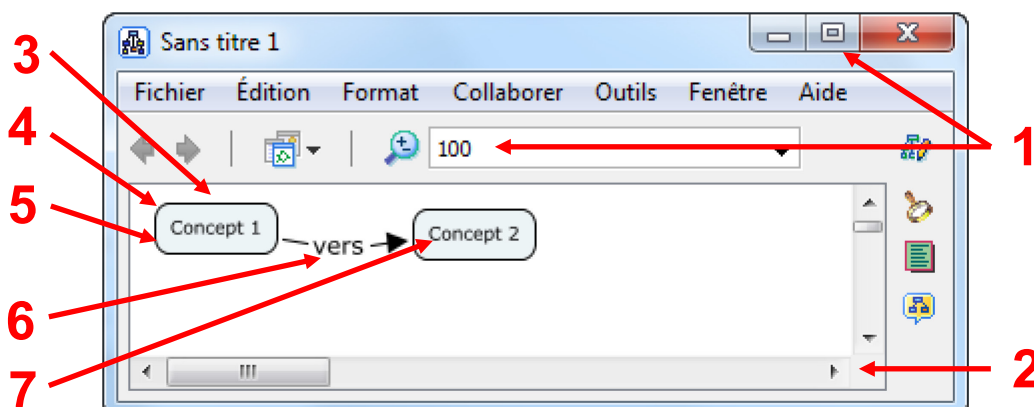 Sans titre 1
3
Fichier Édition Format Collaborer Outils Fenêtre Aide
4
100
1
5
Concept 1
vers
Concept 2
6
7
2